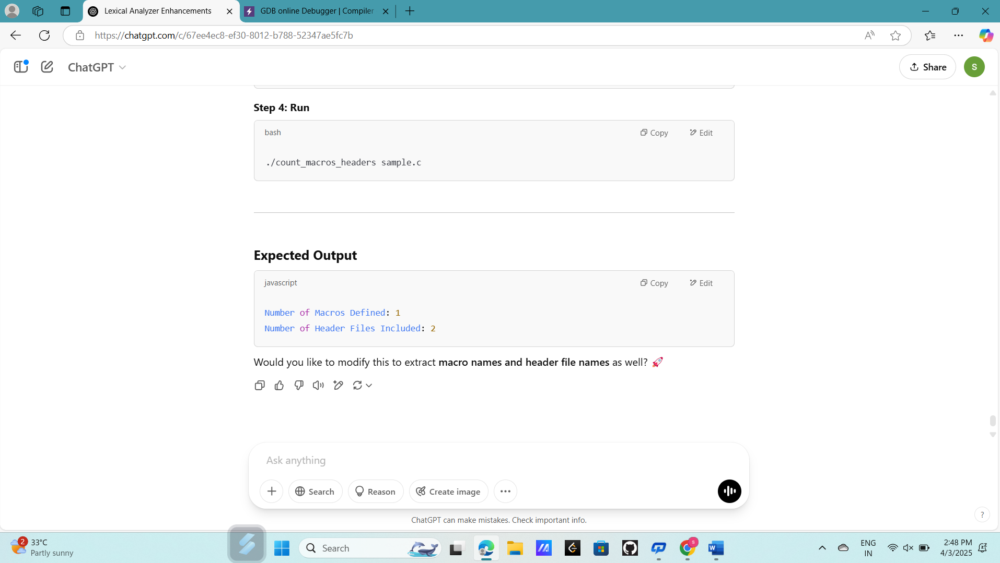 Lexical Analyzer Enhancements
GDB online Debugger | Compiler
https://chatgpt.com/c/67ee4ec8-ef30-8012-b788-52347ae5fc7b
ChatGPT
Share
S
Step 4: Run
bash
Copy
Edit
./count_macros_headers sample.c
Expected Output
javascript
Copy
Edit
Number of Macros Defined: 1
Number of Header Files Included: 2
Would you like to modify this to extract macro names and header file names as well? 🚀
Ask anything
Search
Reason
Create image
ChatGPT can make mistakes. Check important info.
?
2
33°C
Partly sunny
Search
S
W
ENG
IN
2:48 PM
4/3/2025